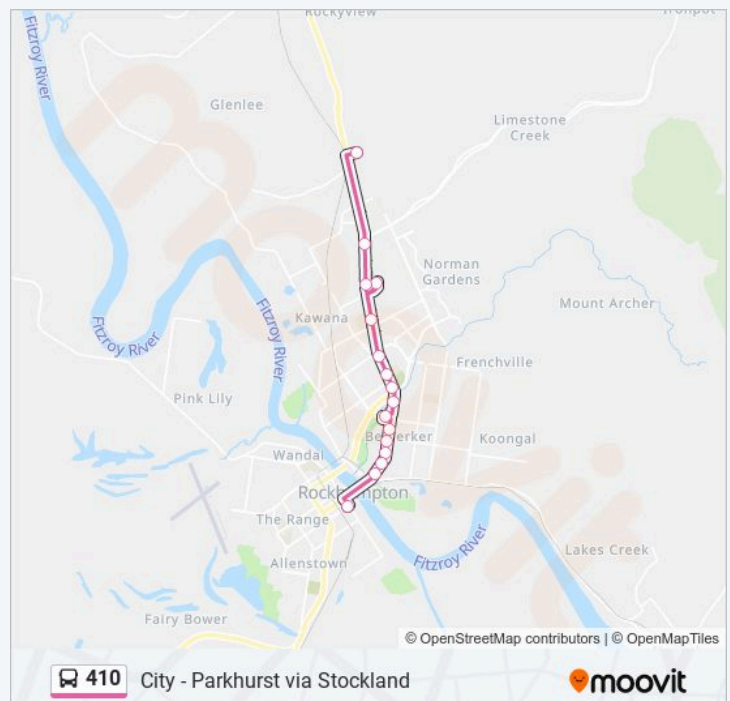 Rockyview
Fitzroy River
Glenlee
Limestone
Creek
Norman
Gardens
Mount Archer
Kawana
Fitzroy River
Fitzroy River
Frenchville
Pink Lily
Berserker
Koongal
Wandal
Rockhampton
The Range
Fitzroy River
Lakes Creek
Allenstown
Fairy Bower
© OpenStreetMap contributors | © OpenMapTiles
410 City - Parkhurst via Stockland
moovit